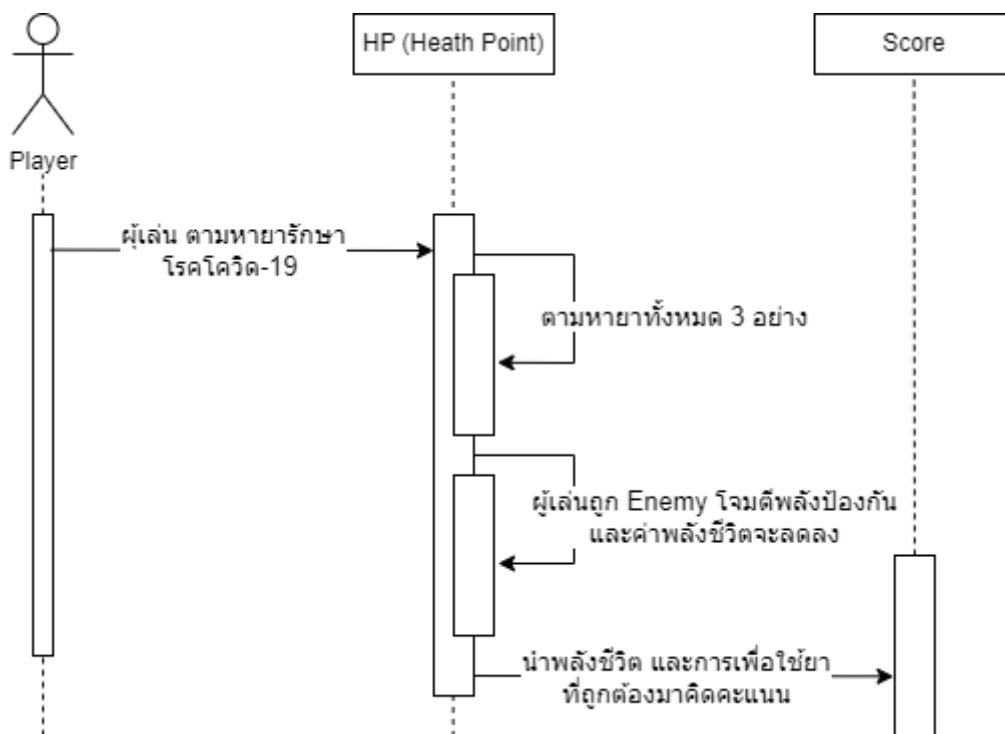 HP (Heath Point)
Score
Player
ผู้เล่น ตามหายารักษา
โรคโควิด-19
ตามหายาทั้งหมด 3 อย่าง
ผู้เล่นถูก Enemy โจมตีพลังป้องกัน
และค่าพลังชีวิตจะลดลง
นำพลังชีวิต และการเพื่อใช้ยา
ที่ถูกต้องมาคิดคะแนน